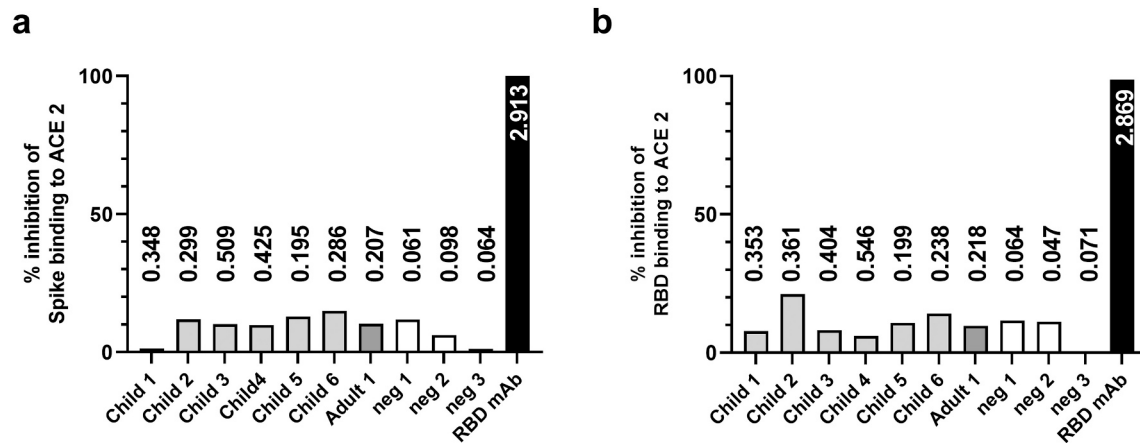 a
% inhibition of
Spike binding to ACE 2
100
50
0
0.348
0.299
0.509
0.425
0.195
0.286
0.207
0.061
0.098
0.064
2.913
Child 1
Child 2
Child 3
Child4
Child 5
Child 6
Adult 1
neg 1
neg 2
neg 3
RBD mAb
b
% inhibition of
RBD binding to ACE 2
100
50
0
0.353
0.361
0.404
0.546
0.199
0.238
0.218
0.064
0.047
0.071
2.869
Child 1
Child 2
Child 3
Child 4
Child 5
Child 6
Adult 1
neg 1
neg 2
neg 3
RBD mAb